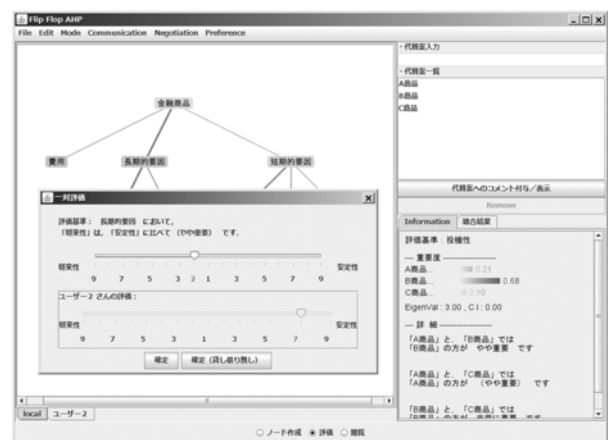 Flip Flop AHP
File Edit Mode Communication Negotiation Preference
・代替案入力
・代替案一覧
A商品
B商品
C商品
金融商品
費用
長期的要因
短期的要因
代替案へのコメント付与／表示
Remove
Information 総合結果
評価基準：投機性
--- 重要度
A商品... 0.21
B商品... 0.68
C商品... 0.10
EigenVal : 3.00 , C.I : 0.00
--- 詳 細
「A商品」と、「B商品」では
「B商品」の方が やや重要 です
「A商品」と、「C商品」では
「A商品」の方が （やや重要） です
「B商品」と、「C商品」では
一対評価
評価基準： 長期的要因 において,
「将来性」は,「安定性」に比べて （やや重要） です.
将来性 安定性
9 7 5 3 2 1 3 5 7 9
ユーザー2 さんの評価：
将来性 安定性
9 7 5 3 1 3 5 7 9
確定 確定（貸し借り無し）
local ユーザー2
ノード作成 評価 閲覧